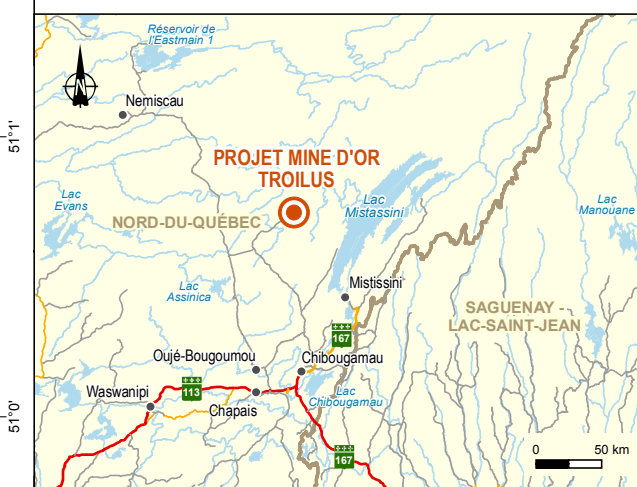 Réservoir de
l'Eastmain 1
N
Nemiscau
51°1'
PROJET MINE D'OR
TROILUS
Lac
Mistassini
Lac
Evans
Lac
Manouane
NORD-DU-QUÉBEC
Lac
Assinica
Mistissini
SAGUENAY -
LAC-SAINT-JEAN
167
Oujé-Bougoumou
Chibougamau
Waswanipi
113
Chapais
Lac
Chibougamau
51°0'
167
0 50 km